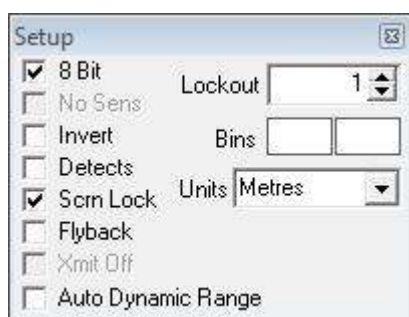 Setup
8 Bit
Lockout 1
No Sens
Invert
Bins
Detects
Scrn Lock
Units Metres
Flyback
Xmit Off
Auto Dynamic Range